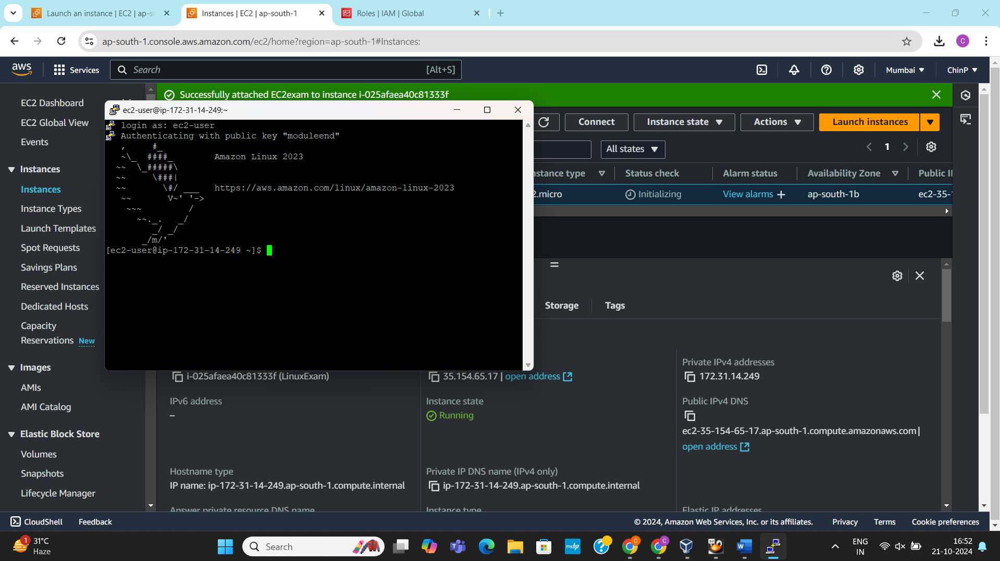 Launch an instance | EC2 | ap-so
Instances | EC2 | ap-south-1
Roles | IAM | Global
ap-south-1.console.aws.amazon.com/ec2/home?region=ap-south-1#Instances:
C
aws
Services
Search
[Alt+S]
Mumbai
ChinP
EC2 Dashboard
EC2 Global View
Events
Instances
Instances
Instance Types
Launch Templates
Spot Requests
Savings Plans
Reserved Instances
Dedicated Hosts
Capacity
Reservations New
Images
AMIs
AMI Catalog
Elastic Block Store
Volumes
Snapshots
Lifecycle Manager
Successfully attached EC2exam to instance i-025afaea40c81333f
Connect
Instance state
Actions
Launch instances
All states
1
nstance type
Status check
Alarm status
Availability Zone
Public II
2.micro
Initializing
View alarms +
ap-south-1b
ec2-35-1
ec2-user@ip-172-31-14-249:~
login as: ec2-user
Authenticating with public key "moduleend"
   ,     #_
   ~\_  ####_        Amazon Linux 2023
  ~~  \_#####\
  ~~     \###|
  ~~       \#/ ___   https://aws.amazon.com/linux/amazon-linux-2023
   ~~       V~' '->
    ~~~         /
      ~~._.   _/
         _/ _/
       _/m/'
[ec2-user@ip-172-31-14-249 ~]$
Storage
Tags
i-025afaea40c81333f (LinuxExam)
35.154.65.17 | open address
Private IPv4 addresses
172.31.14.249
IPv6 address
–
Instance state
Running
Public IPv4 DNS
ec2-35-154-65-17.ap-south-1.compute.amazonaws.com |
open address
Hostname type
IP name: ip-172-31-14-249.ap-south-1.compute.internal
Private IP DNS name (IPv4 only)
ip-172-31-14-249.ap-south-1.compute.internal
Answer private resource DNS name
Instance type
Elastic IP addresses
CloudShell
Feedback
© 2024, Amazon Web Services, Inc. or its affiliates.
Privacy
Terms
Cookie preferences
1
31°C
Haze
Search
myhp
C
C
64
ENG
IN
16:52
21-10-2024